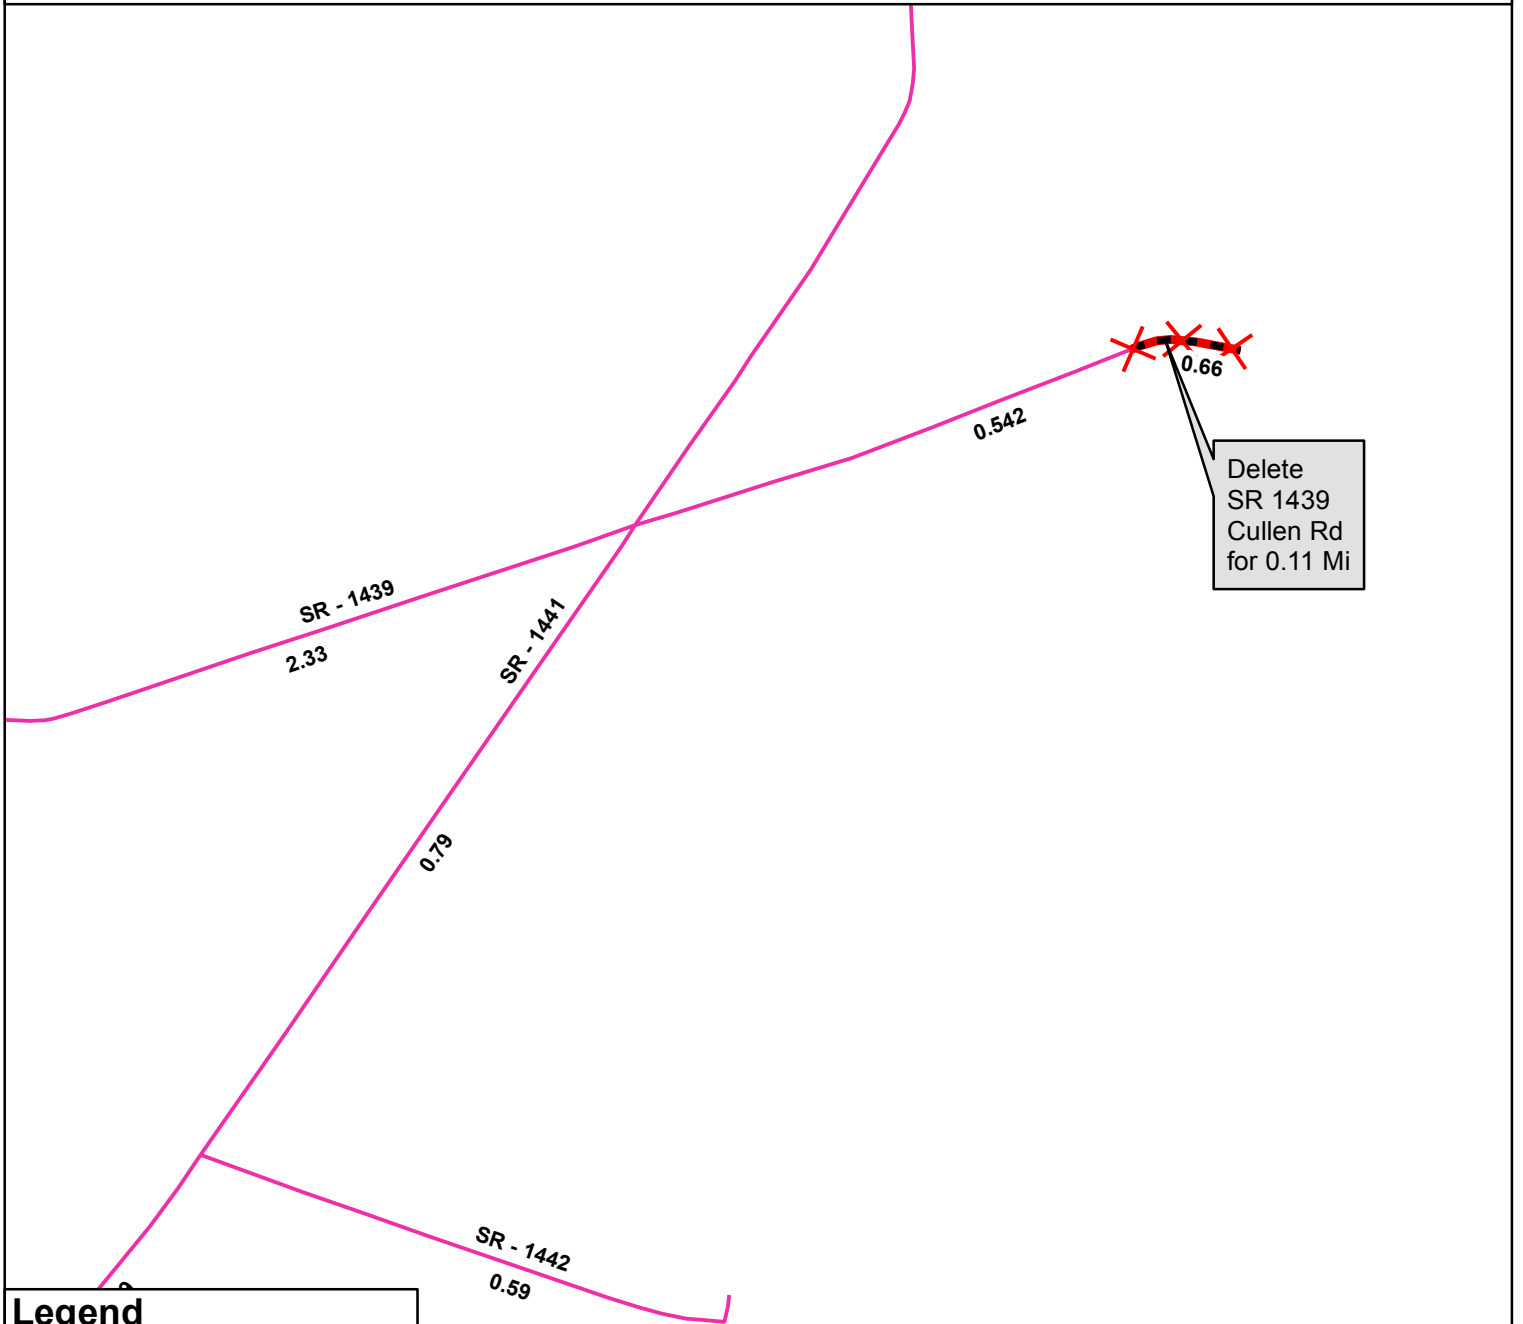 0.66
0.542
Delete
SR 1439
Cullen Rd
for 0.11 Mi
SR - 1439
2.33
SR - 1441
0.79
SR - 1442
0.59
Legend